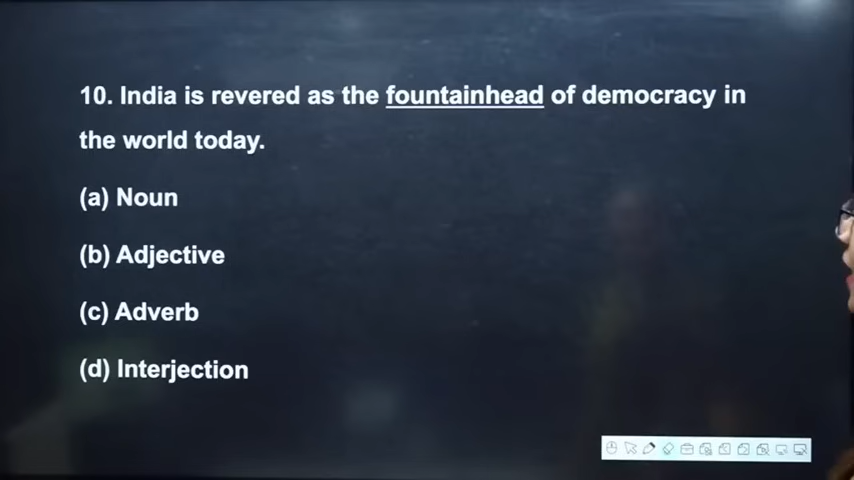 10. India is revered as the fountainhead of democracy in
the world today.
(a) Noun
(b) Adjective
(c) Adverb
(d) Interjection